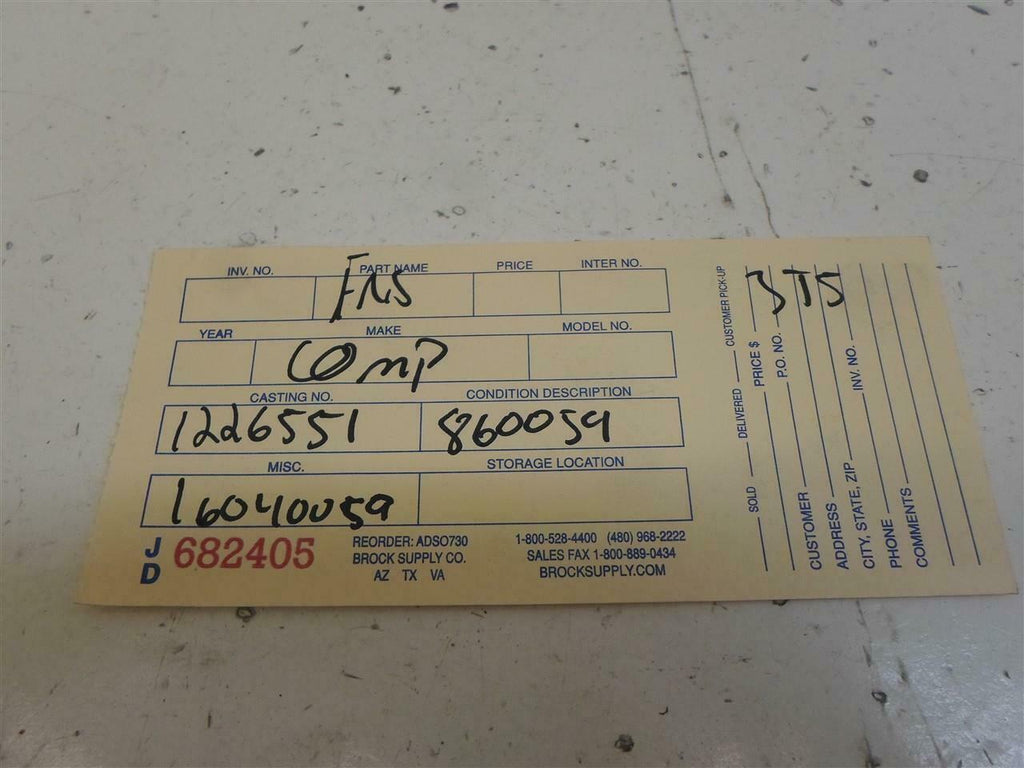 INV. NO. PART NAME PRICE INTER NO.
ENS
YEAR MAKE MODEL NO.
COMP
CASTING NO. CONDITION DESCRIPTION
1226551 860059
MISC. STORAGE LOCATION
16040059
JD 682405
REORDER: ADSO730
BROCK SUPPLY CO.
AZ TX VA
1-800-528-4400 (480) 968-2222
SALES FAX 1-800-889-0434
BROCKSUPPLY.COM
SOLD DELIVERED CUSTOMER PICK-UP
PRICE $
P.O. NO.
STS
CUSTOMER
ADDRESS
CITY, STATE, ZIP INV. NO.
PHONE
COMMENTS